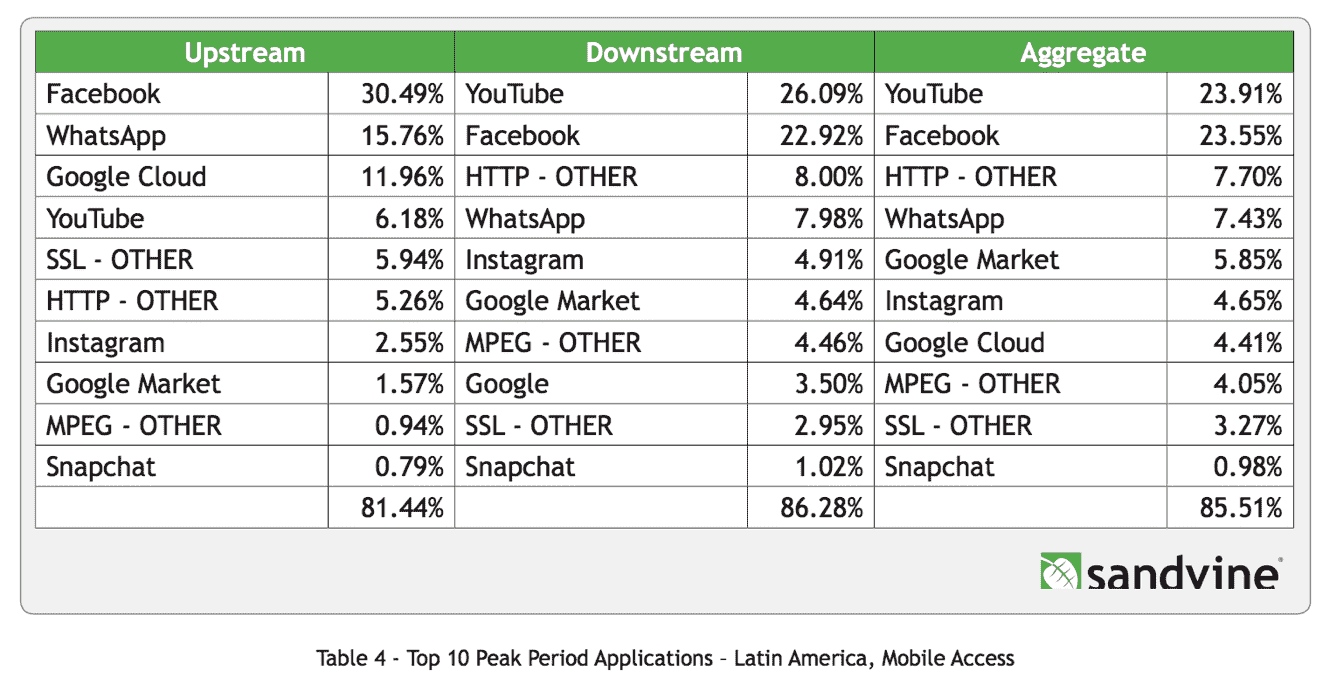 Upstream Downstream Aggregate
Facebook 30.49% YouTube 26.09% YouTube 23.91%
WhatsApp 15.76% Facebook 22.92% Facebook 23.55%
Google Cloud 11.96% HTTP - OTHER 8.00% HTTP - OTHER 7.70%
YouTube 6.18% WhatsApp 7.98% WhatsApp 7.43%
SSL - OTHER 5.94% Instagram 4.91% Google Market 5.85%
HTTP - OTHER 5.26% Google Market 4.64% Instagram 4.65%
Instagram 2.55% MPEG - OTHER 4.46% Google Cloud 4.41%
Google Market 1.57% Google 3.50% MPEG - OTHER 4.05%
MPEG - OTHER 0.94% SSL - OTHER 2.95% SSL - OTHER 3.27%
Snapchat 0.79% Snapchat 1.02% Snapchat 0.98%
81.44% 86.28% 85.51%
sandvine®
Table 4 - Top 10 Peak Period Applications – Latin America, Mobile Access